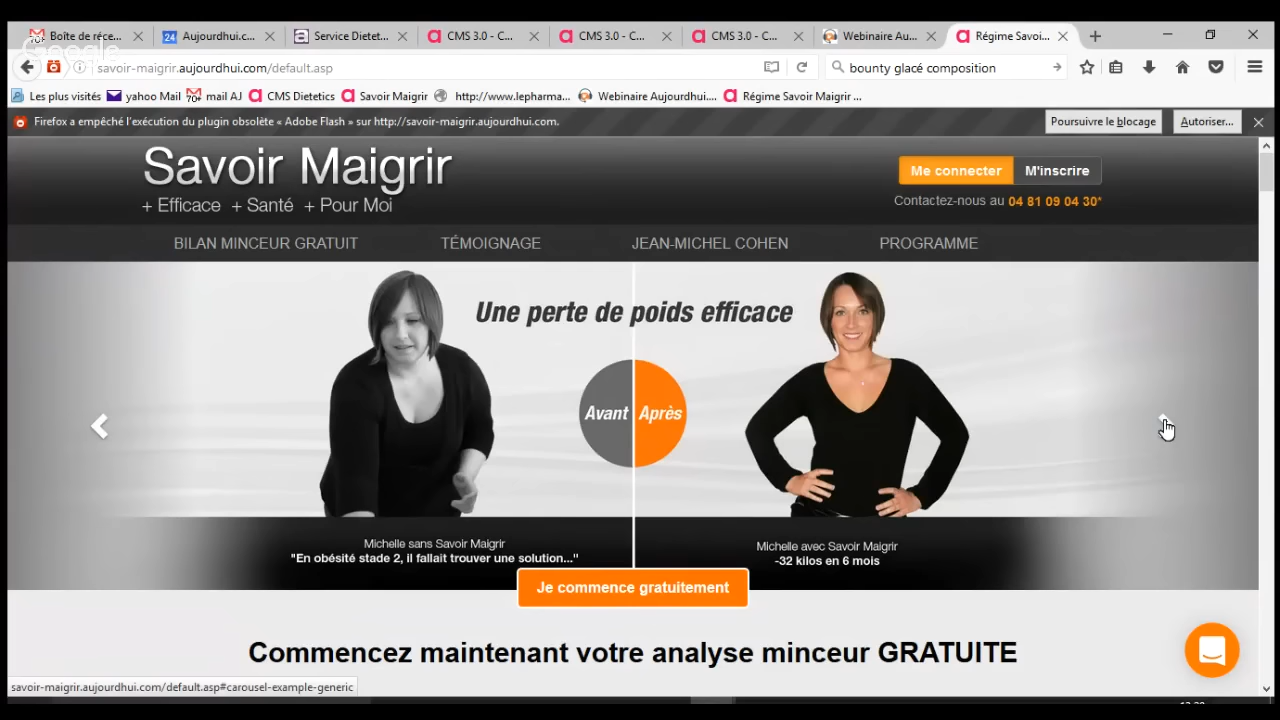 Google
Boîte de réce...
Aujourdhui.c...
Service Dietet...
CMS 3.0 - C...
CMS 3.0 - C...
CMS 3.0 - C...
Webinaire Au...
Régime Savoi...
savoir-maigrir.aujourdhui.com/default.asp
bounty glacé composition
Les plus visités
yahoo Mail
mail AJ
CMS Dietetics
Savoir Maigrir
http://www.lepharma...
Webinaire Aujourdhui....
Régime Savoir Maigrir ...
Firefox a empêché l'exécution du plugin obsolète « Adobe Flash » sur http://savoir-maigrir.aujourdhui.com.
Poursuivre le blocage
Autoriser...
Savoir Maigrir
+ Efficace + Santé + Pour Moi
Me connecter
M'inscrire
Contactez-nous au 04 81 09 04 30*
BILAN MINCEUR GRATUIT
TÉMOIGNAGE
JEAN-MICHEL COHEN
PROGRAMME
Une perte de poids efficace
Avant
Après
Michelle sans Savoir Maigrir
"En obésité stade 2, il fallait trouver une solution..."
Michelle avec Savoir Maigrir
-32 kilos en 6 mois
Je commence gratuitement
Commencez maintenant votre analyse minceur GRATUITE
savoir-maigrir.aujourdhui.com/default.asp#carousel-example-generic